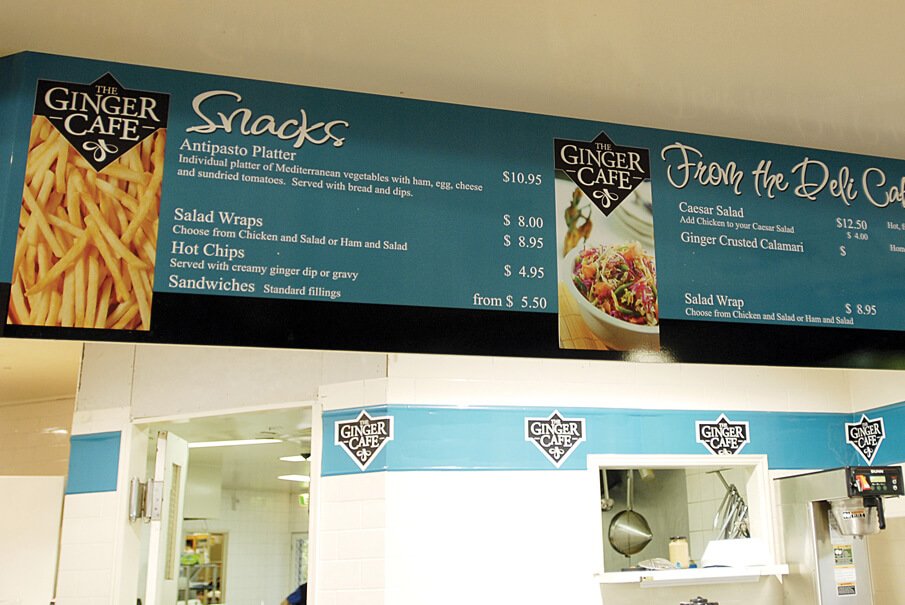 THE
GINGER
CAFE
Snacks
Antipasto Platter
Individual platter of Mediterranean vegetables with ham, egg, cheese
and sundried tomatoes. Served with bread and dips. $10.95
$ 8.00
Salad Wraps
Choose from Chicken and Salad or Ham and Salad $ 8.95
Hot Chips
Served with creamy ginger dip or gravy $ 4.95
Sandwiches Standard fillings from $ 5.50
THE
GINGER
CAFE
From the Deli
Caesar Salad $12.50
Add Chicken to your Caesar Salad $ 4.00
Ginger Crusted Calamari $
Salad Wrap $ 8.95
Choose from Chicken and Salad or Ham and Salad
Hot,
THE
GINGER
CAFE
THE
GINGER
CAFE
THE
GINGER
CAFE
THE
GINGER
CAFE
BUNN